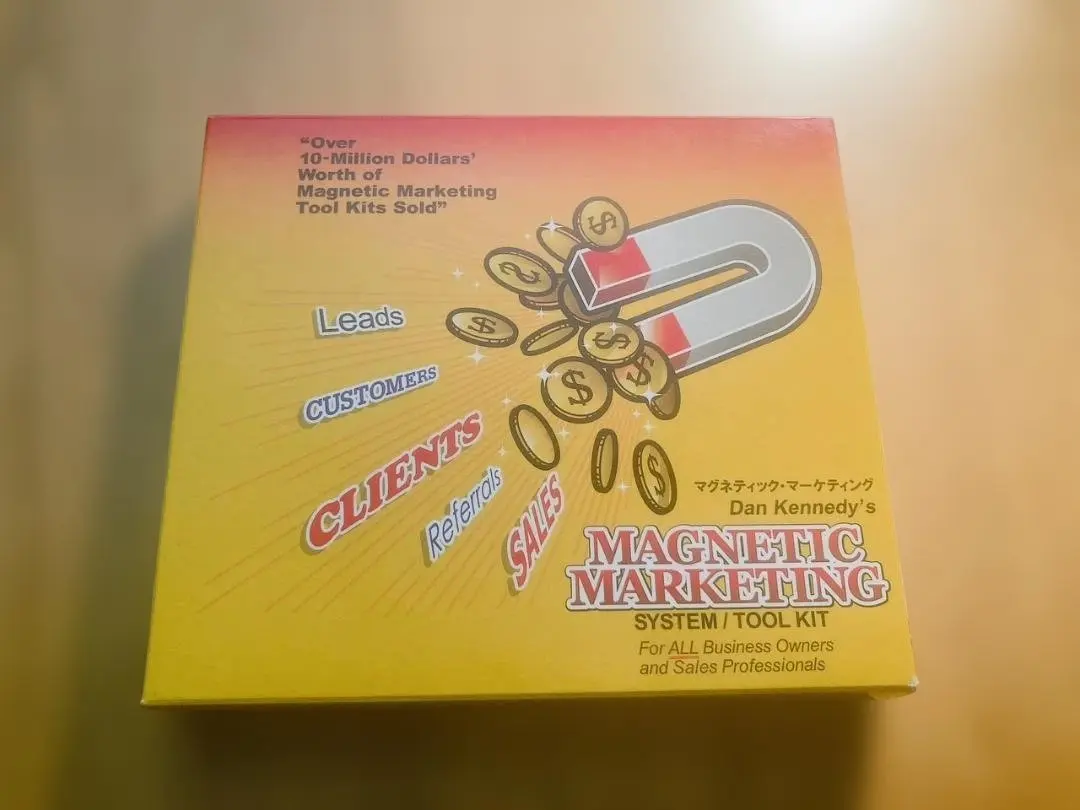 “Over
10-Million Dollars’
Worth of
Magnetic Marketing
Tool Kits Sold”
Leads
CUSTOMERS
CLIENTS
Referrals
SALES
マグネティック・マーケティング
Dan Kennedy’s
MAGNETIC
MARKETING
SYSTEM / TOOL KIT
For ALL Business Owners
and Sales Professionals